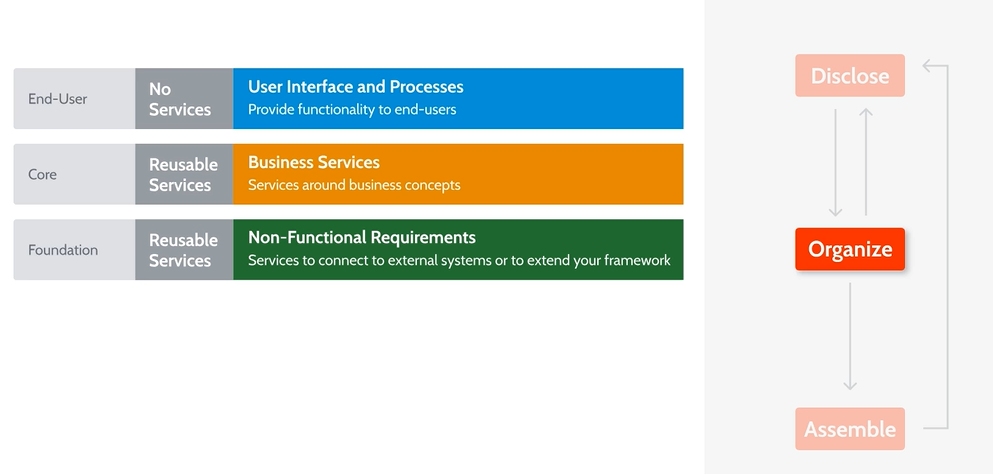 End-User
No
Services
User Interface and Processes
Provide functionality to end-users
Core
Reusable
Services
Business Services
Services around business concepts
Foundation
Reusable
Services
Non-Functional Requirements
Services to connect to external systems or to extend your framework
Disclose
Organize
Assemble